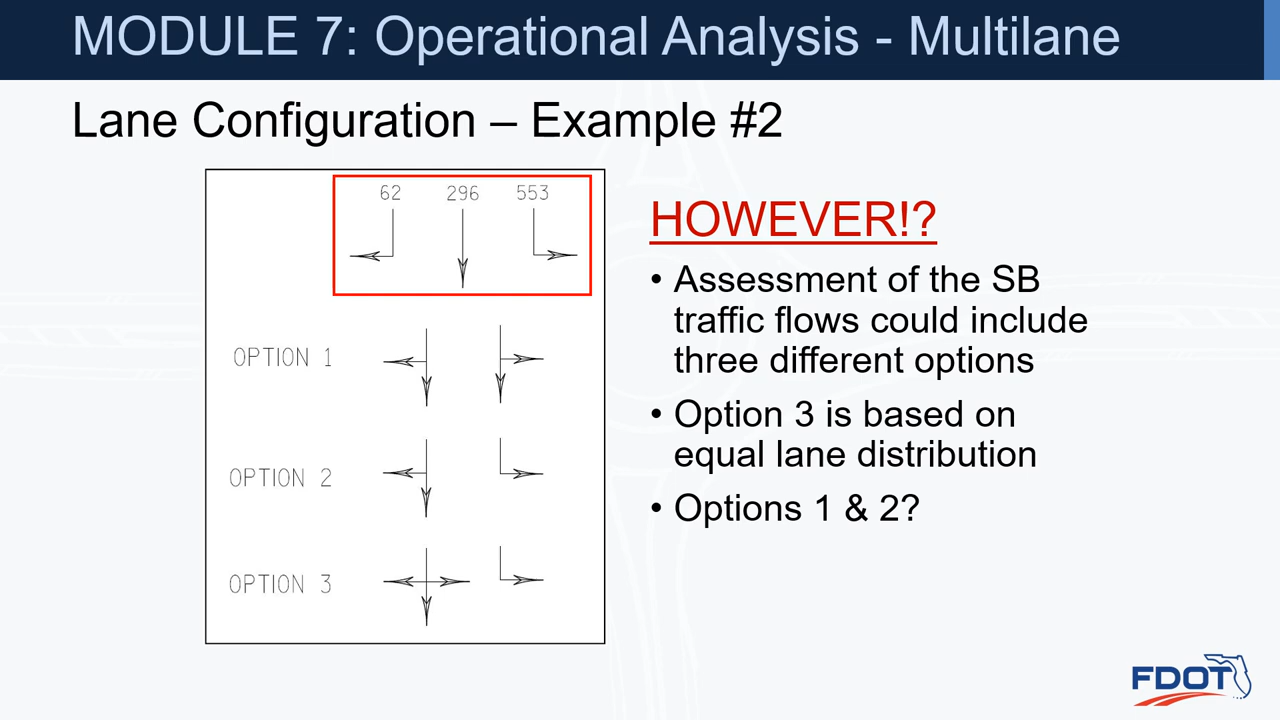 MODULE 7: Operational Analysis - Multilane
Lane Configuration – Example #2
62 296 553
OPTION 1
OPTION 2
OPTION 3
HOWEVER!?
• Assessment of the SB
traffic flows could include
three different options
• Option 3 is based on
equal lane distribution
• Options 1 & 2?
FDOT